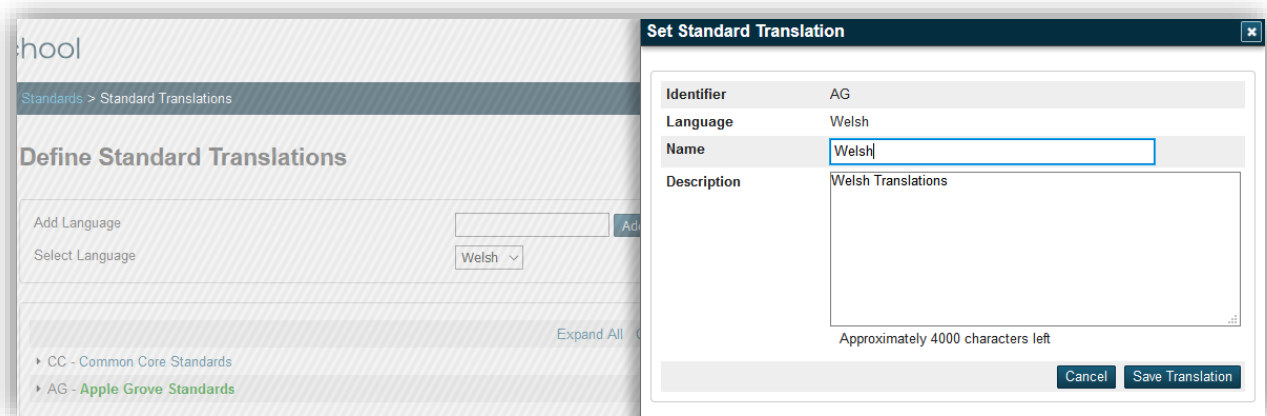 Set Standard Translation
Standards > Standard Translations
Define Standard Translations
Add Language
Select Language
Welsh
Expand All
CC - Common Core Standards
AG - Apple Grove Standards
Identifier AG
Language Welsh
Name Welsh
Description Welsh Translations
Approximately 4000 characters left
Cancel Save Translation